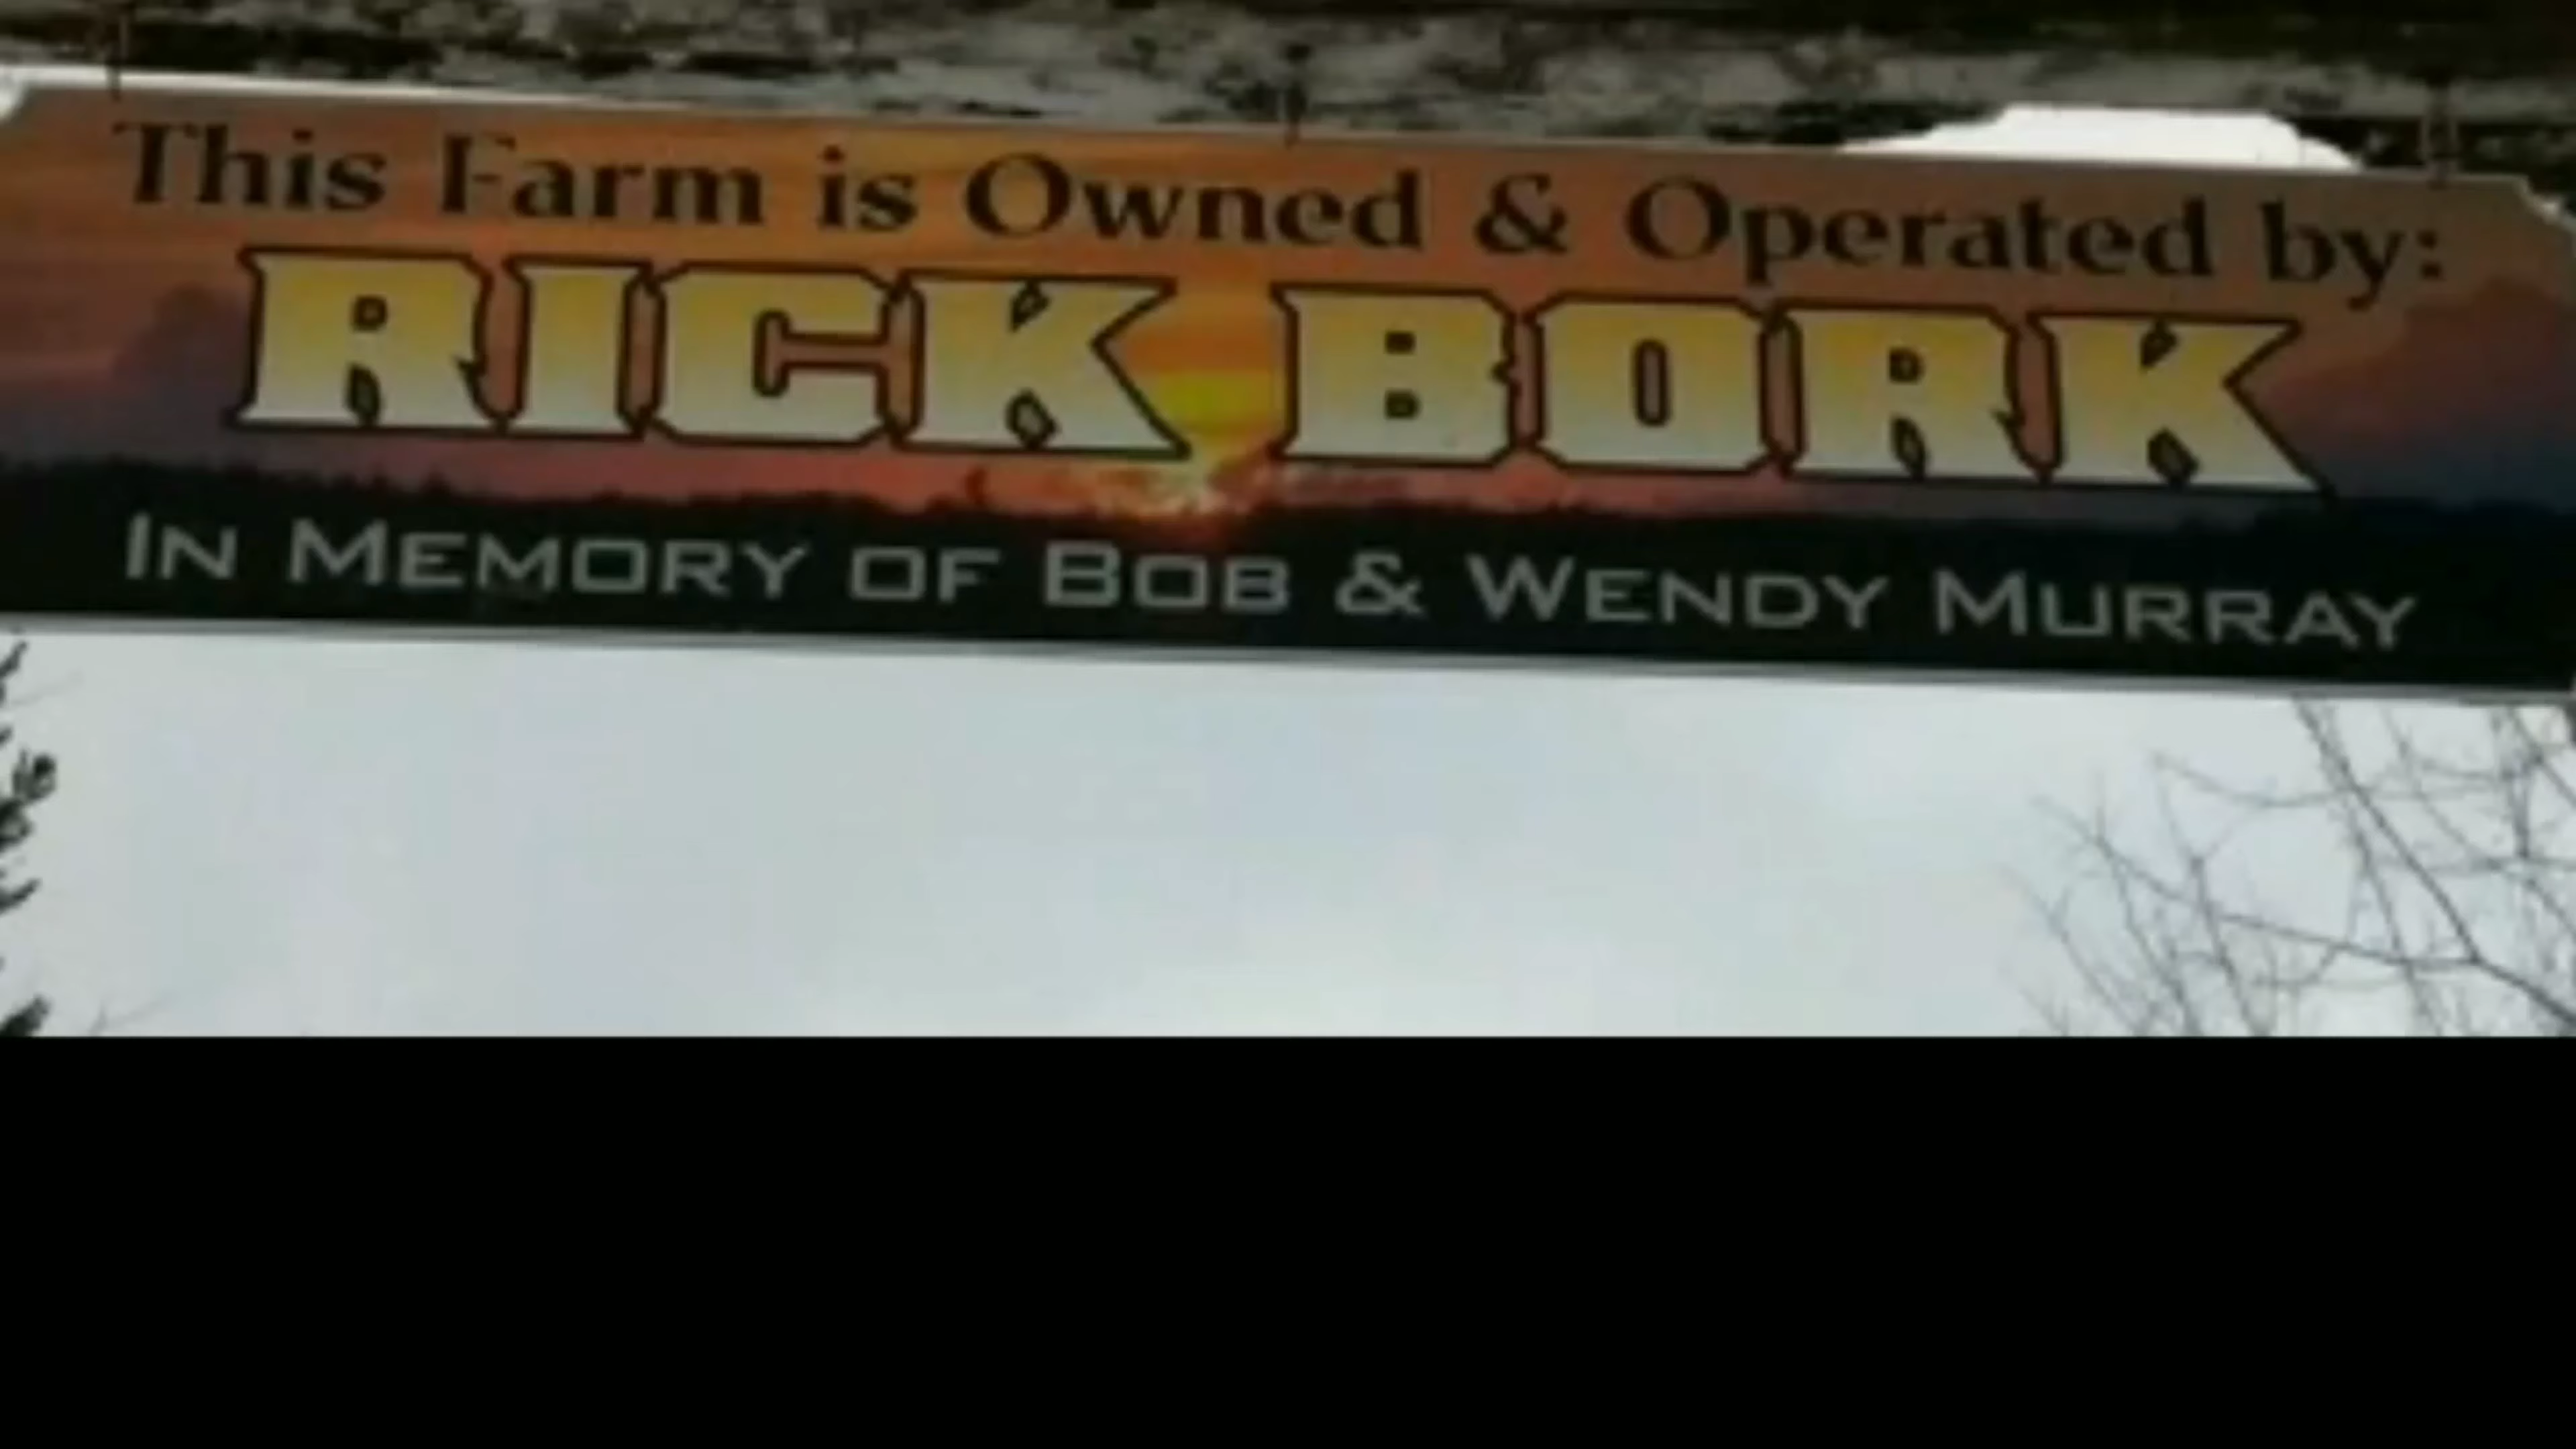 This Farm is Owned & Operated by:
RICK BORK
IN MEMORY OF BOB & WENDY MURRAY